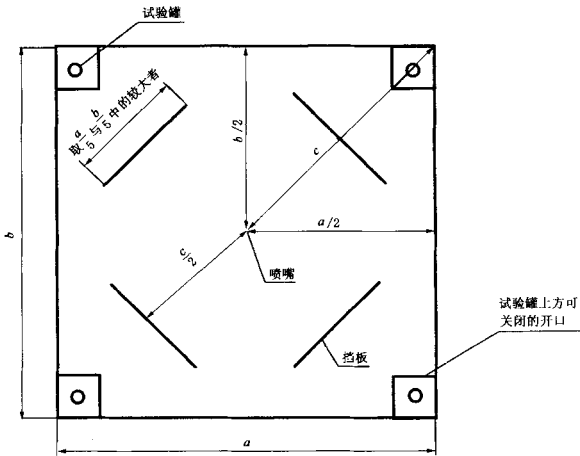 试验罐
取a/5与b/5中的较大者
b/2
c
b
a/2
c/2
喷嘴
试验罐上方可
关闭的开口
挡板
a